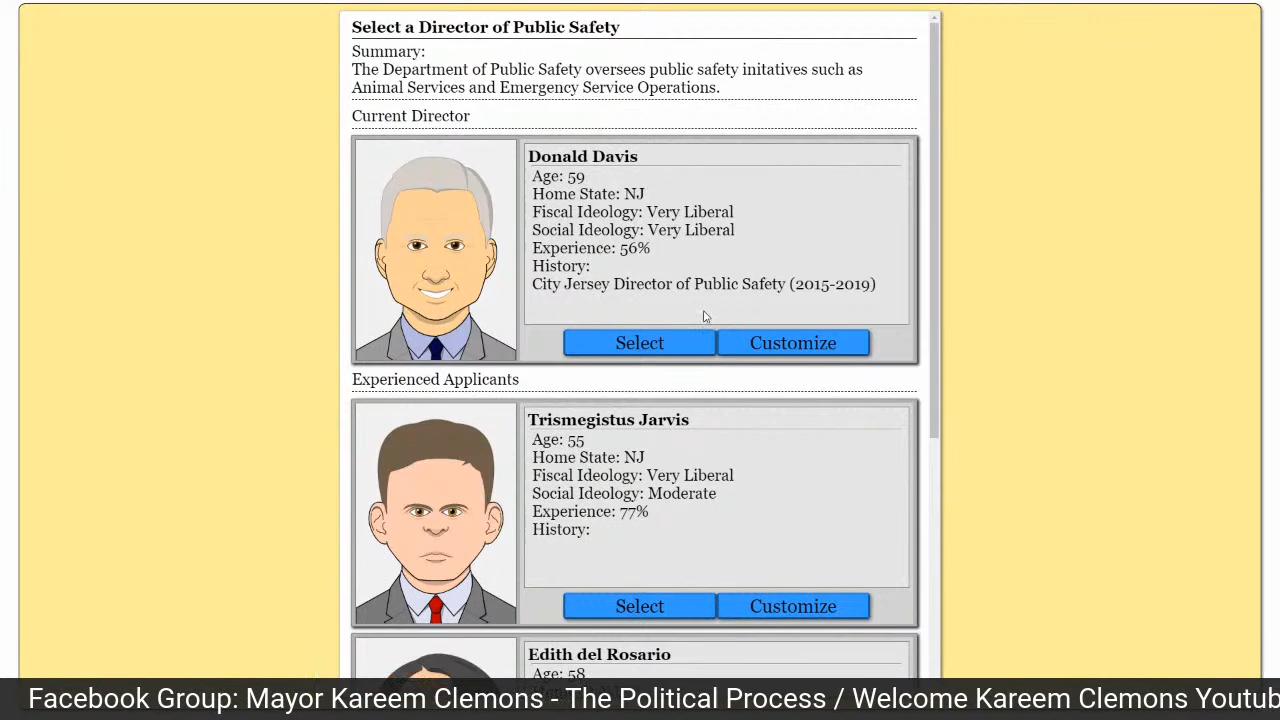 Select a Director of Public Safety
Summary:
The Department of Public Safety oversees public safety initatives such as
Animal Services and Emergency Service Operations.
Current Director
Donald Davis
Age: 59
Home State: NJ
Fiscal Ideology: Very Liberal
Social Ideology: Very Liberal
Experience: 56%
History:
City Jersey Director of Public Safety (2015-2019)
Select Customize
Experienced Applicants
Trismegistus Jarvis
Age: 55
Home State: NJ
Fiscal Ideology: Very Liberal
Social Ideology: Moderate
Experience: 77%
History:
Select Customize
Edith del Rosario
Age: 58
Facebook Group: Mayor Kareem Clemons - The Political Process / Welcome Kareem Clemons Youtub